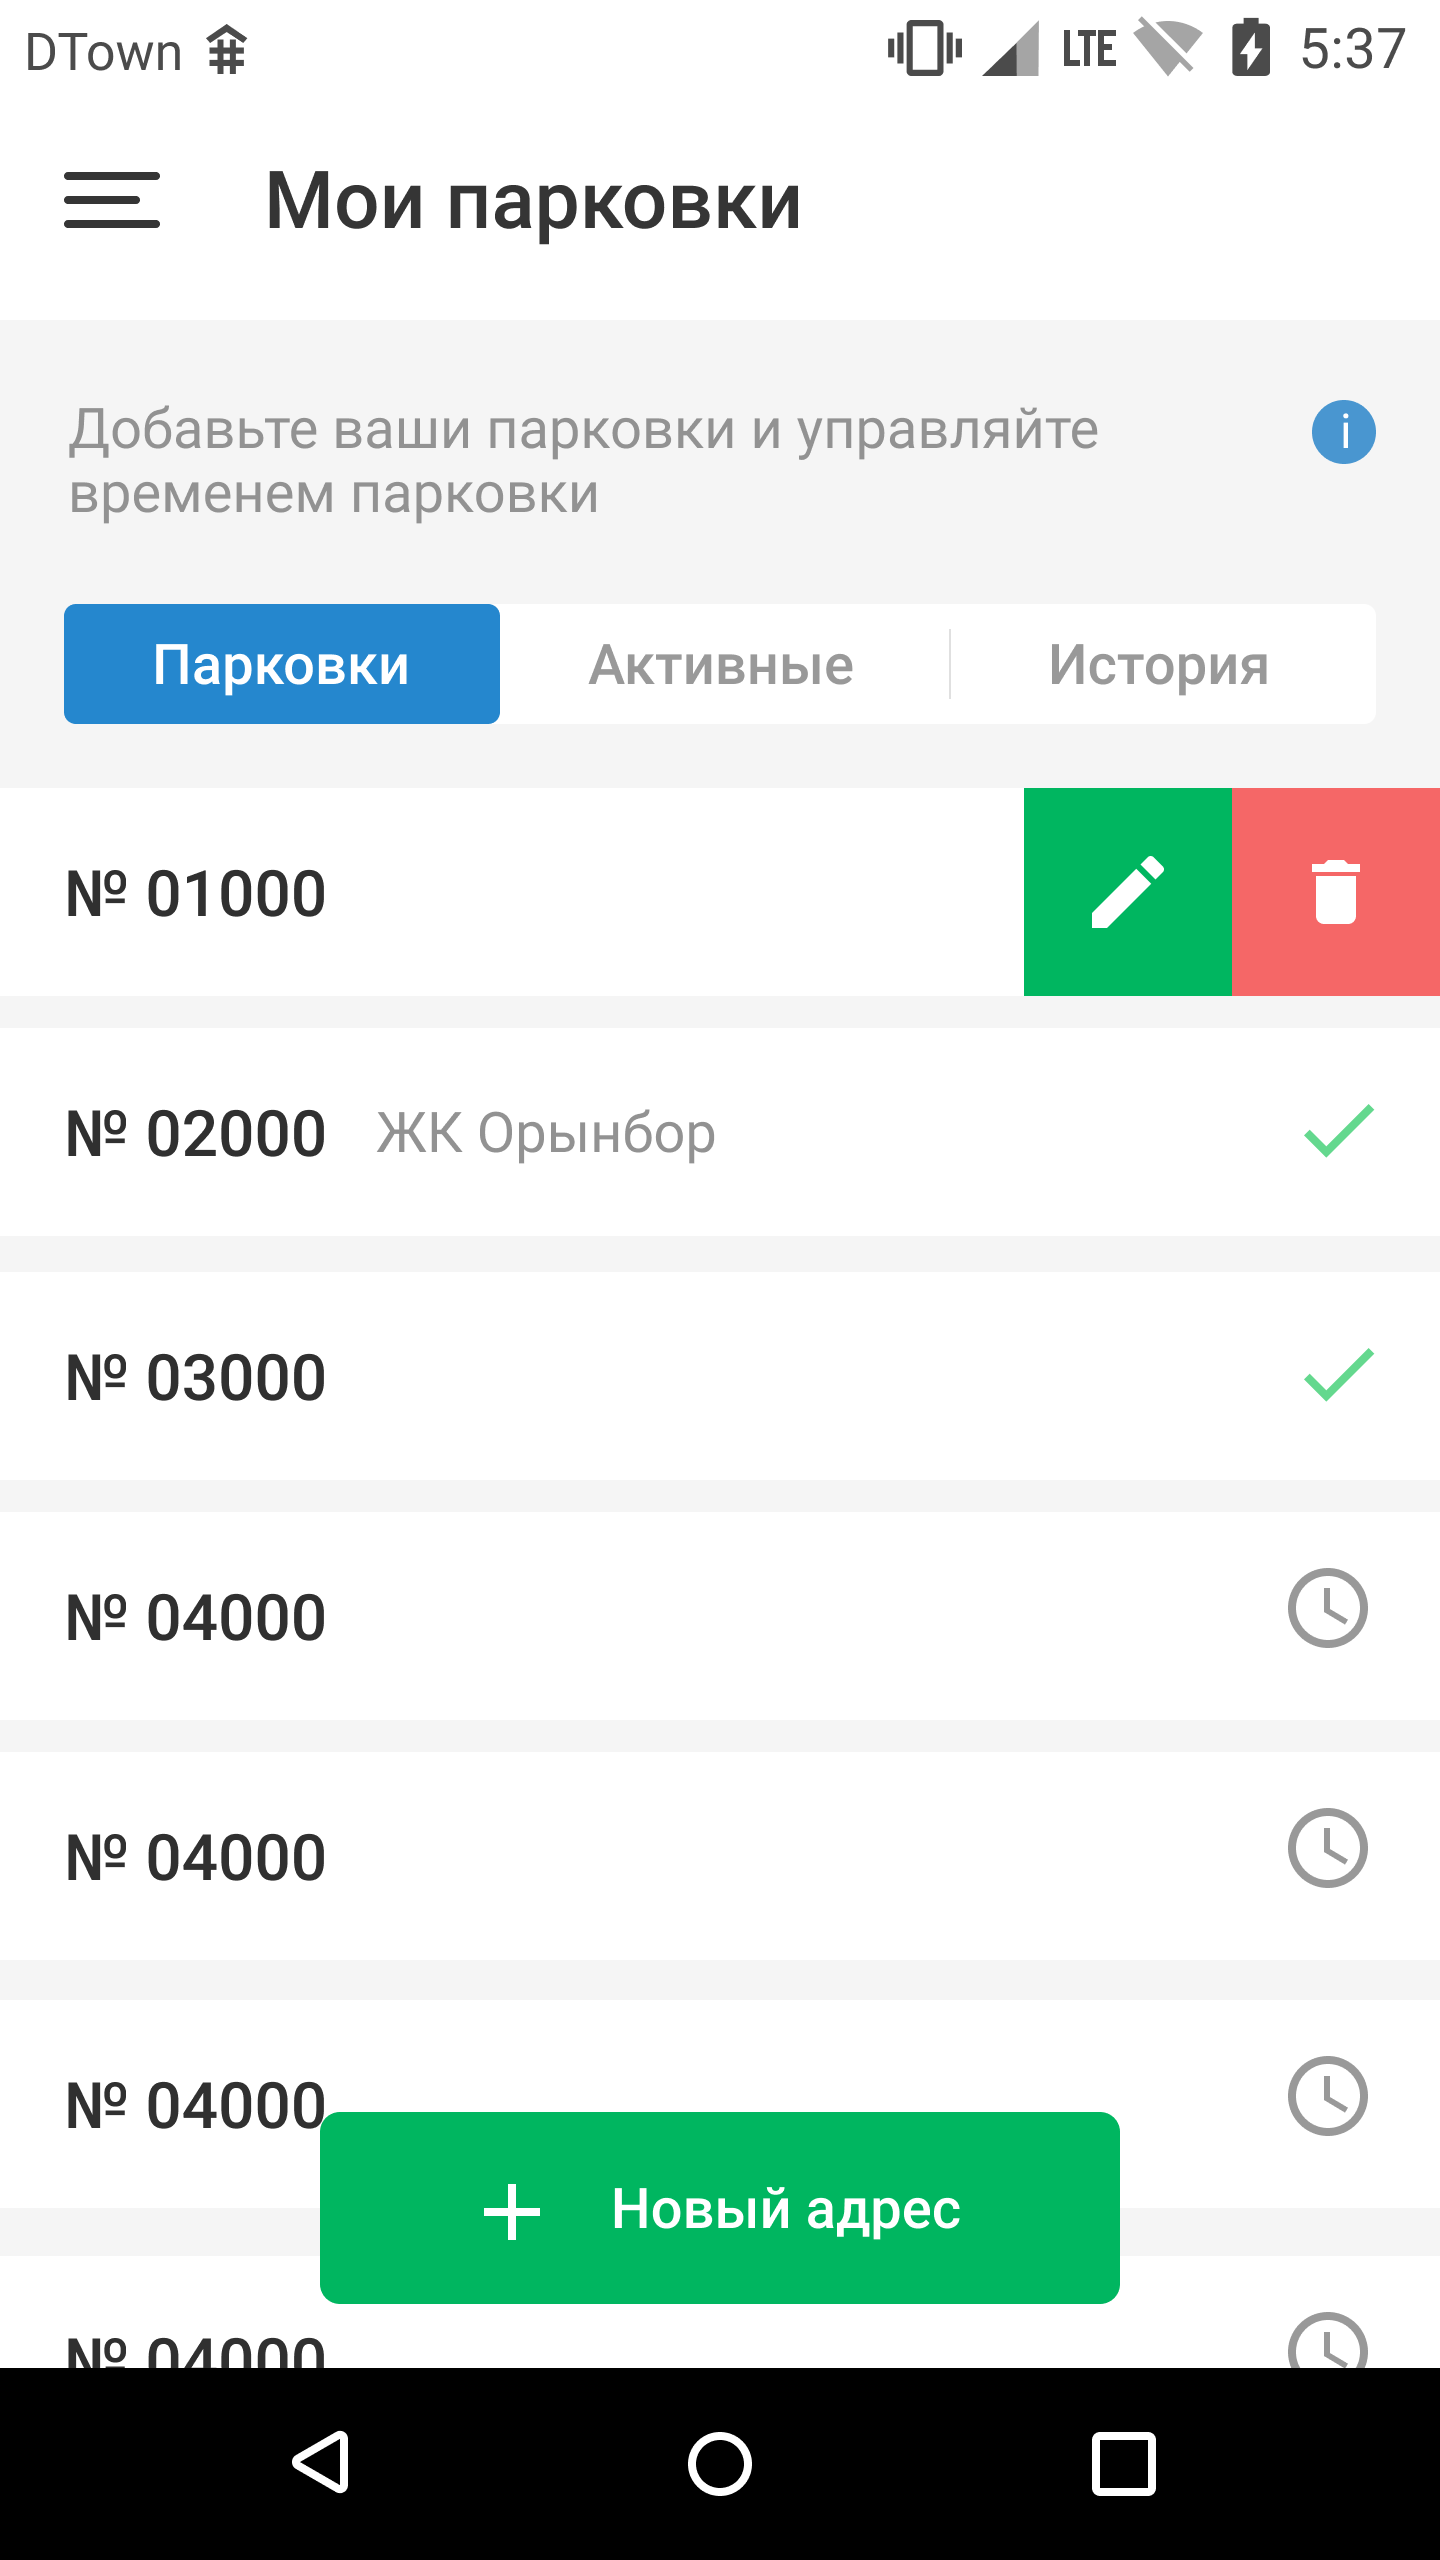 DTown
LTE 5:37
Мои парковки
Добавьте ваши парковки и управляйте
временем парковки
i
Парковки Активные История
№ 01000
№ 02000 ЖК Орынбор
№ 03000
№ 04000
№ 04000
№ 04000
+ Новый адрес
№ 04000